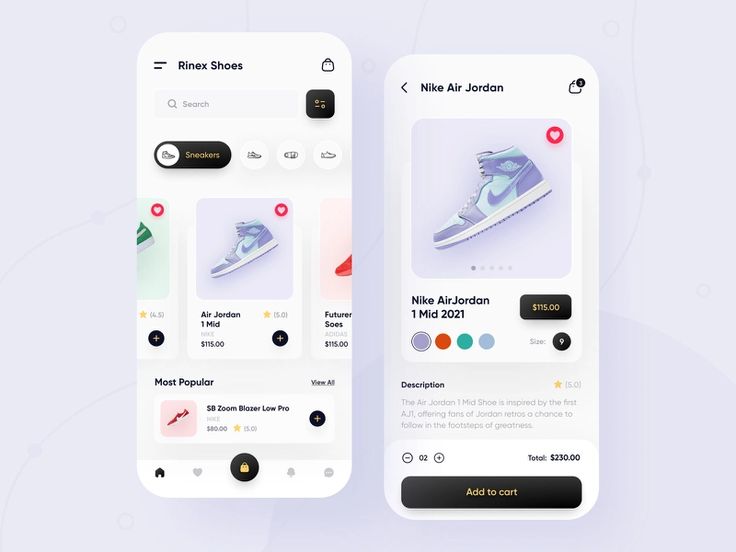 Rinex Shoes
Search
Sneakers
(4.5)
Air Jordan
1 Mid
(5.0)
NIKE
$115.00
Futurer
Soes
ADIDAS
$115.00
Most Popular
View All
SB Zoom Blazer Low Pro
NIKE
$80.00 (5.0)
Nike Air Jordan
3
Nike AirJordan
1 Mid 2021
$115.00
Size: 9
Description
(5.0)
The Air Jordan 1 Mid Shoe is inspired by the first
AJ1, offering fans of Jordan retros a chance to
follow in the footsteps of greatness.
02
Total: $230.00
Add to cart